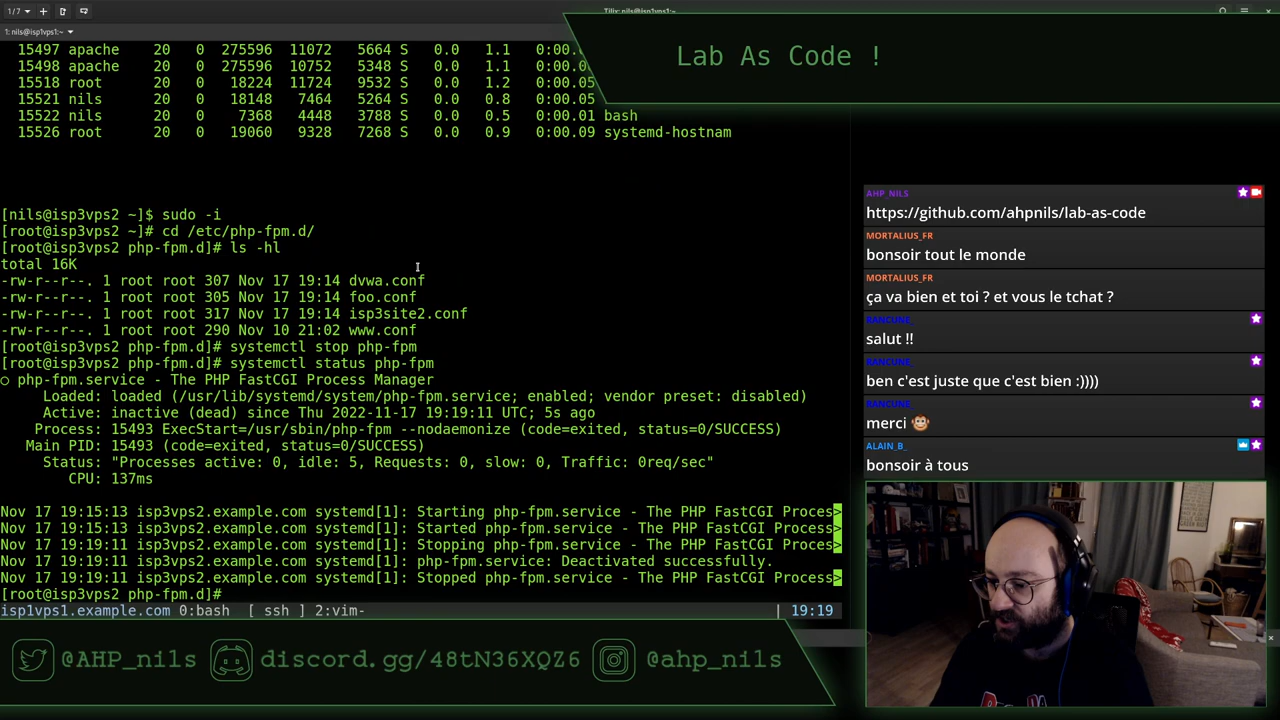 1/7
Tilix: nils@isp1vps1:~
1: nils@isp1vps1:~
Lab As Code !
15497 apache 20 0 275596 11072 5664 S 0.0 1.1 0:00.
15498 apache 20 0 275596 10752 5348 S 0.0 1.1 0:00.
15518 root 20 0 18224 11724 9532 S 0.0 1.2 0:00.05
15521 nils 20 0 18148 7464 5264 S 0.0 0.8 0:00.05
15522 nils 20 0 7368 4448 3788 S 0.0 0.5 0:00.01 bash
15526 root 20 0 19060 9328 7268 S 0.0 0.9 0:00.09 systemd-hostnam
[nils@isp3vps2 ~]$ sudo -i
[root@isp3vps2 ~]# cd /etc/php-fpm.d/
[root@isp3vps2 php-fpm.d]# ls -hl
total 16K
-rw-r--r--. 1 root root 307 Nov 17 19:14 dvwa.conf
-rw-r--r--. 1 root root 305 Nov 17 19:14 foo.conf
-rw-r--r--. 1 root root 317 Nov 17 19:14 isp3site2.conf
-rw-r--r--. 1 root root 290 Nov 10 21:02 www.conf
[root@isp3vps2 php-fpm.d]# systemctl stop php-fpm
[root@isp3vps2 php-fpm.d]# systemctl status php-fpm
○ php-fpm.service - The PHP FastCGI Process Manager
Loaded: loaded (/usr/lib/systemd/system/php-fpm.service; enabled; vendor preset: disabled)
Active: inactive (dead) since Thu 2022-11-17 19:19:11 UTC; 5s ago
Process: 15493 ExecStart=/usr/sbin/php-fpm --nodaemonize (code=exited, status=0/SUCCESS)
Main PID: 15493 (code=exited, status=0/SUCCESS)
Status: "Processes active: 0, idle: 5, Requests: 0, slow: 0, Traffic: 0req/sec"
CPU: 137ms
Nov 17 19:15:13 isp3vps2.example.com systemd[1]: Starting php-fpm.service - The PHP FastCGI Proces>
Nov 17 19:15:13 isp3vps2.example.com systemd[1]: Started php-fpm.service - The PHP FastCGI Process>
Nov 17 19:19:11 isp3vps2.example.com systemd[1]: Stopping php-fpm.service - The PHP FastCGI Proces>
Nov 17 19:19:11 isp3vps2.example.com systemd[1]: php-fpm.service: Deactivated successfully.
Nov 17 19:19:11 isp3vps2.example.com systemd[1]: Stopped php-fpm.service - The PHP FastCGI Process>
[root@isp3vps2 php-fpm.d]#
isp1vps1.example.com 0:bash [ ssh ] 2:vim- | 19:19
AHP_NILS
https://github.com/ahpnils/lab-as-code
MORTALIUS_FR
bonsoir tout le monde
MORTALIUS_FR
ça va bien et toi ? et vous le tchat ?
RANCUNE_
salut !!
RANCUNE_
ben c'est juste que c'est bien :))))
RANCUNE_
merci 🐵
ALAIN_B_
bonsoir à tous
@AHP_nils discord.gg/48tN36XQZ6 @ahp_nils